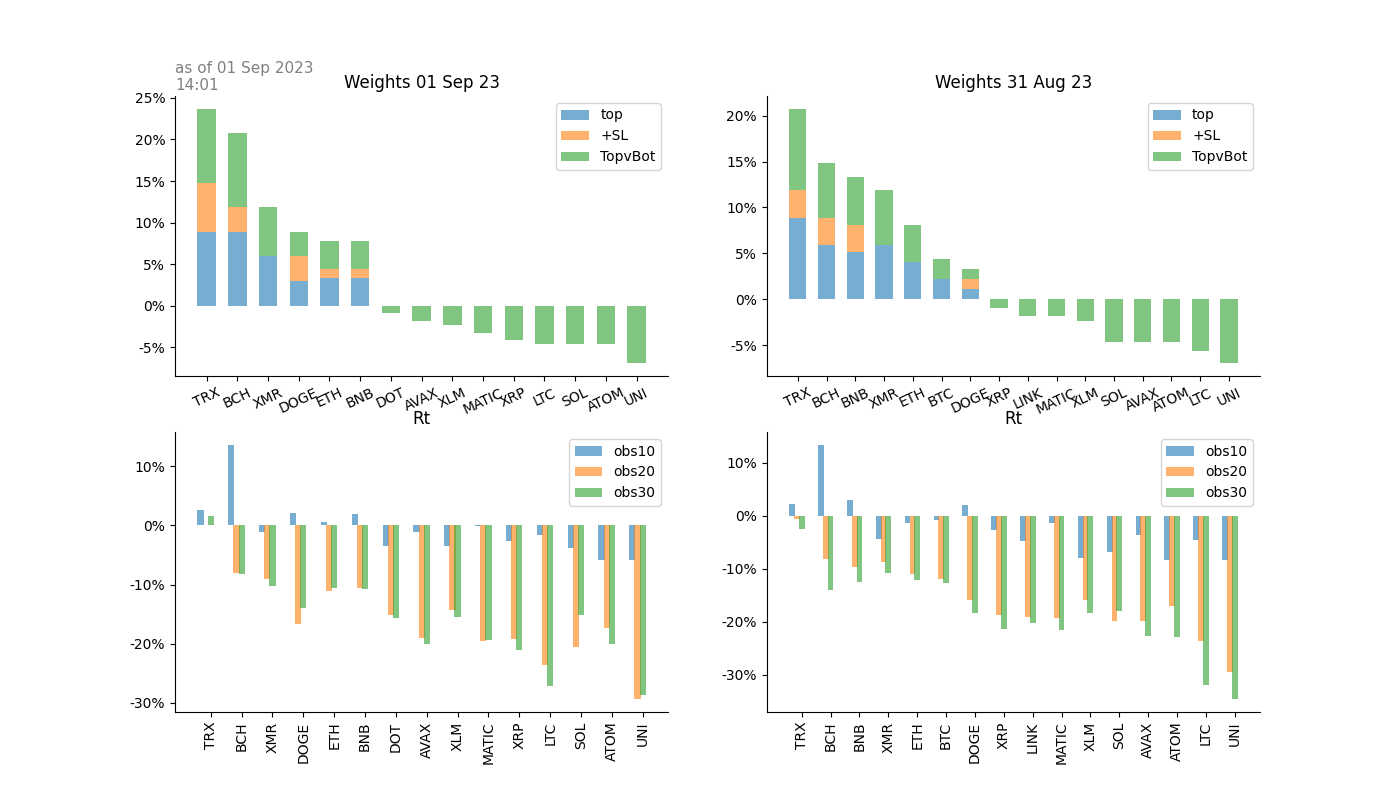 as of 01 Sep 2023
14:01
Weights 01 Sep 23
25%
20%
15%
10%
5%
0%
-5%
top
+SL
TopvBot
TRX BCH XMR DOGE ETH BNB DOT AVAX XLM MATIC XRP LTC SOL ATOM UNI
Weights 31 Aug 23
20%
15%
10%
5%
0%
-5%
top
+SL
TopvBot
TRX BCH BNB XMR ETH BTC DOGE XRP LINK MATIC XLM SOL AVAX ATOM LTC UNI
Rt
10%
0%
-10%
-20%
-30%
obs10
obs20
obs30
TRX BCH XMR DOGE ETH BNB DOT AVAX XLM MATIC XRP LTC SOL ATOM UNI
Rt
10%
0%
-10%
-20%
-30%
obs10
obs20
obs30
TRX BCH BNB XMR ETH BTC DOGE XRP LINK MATIC XLM SOL AVAX ATOM LTC UNI